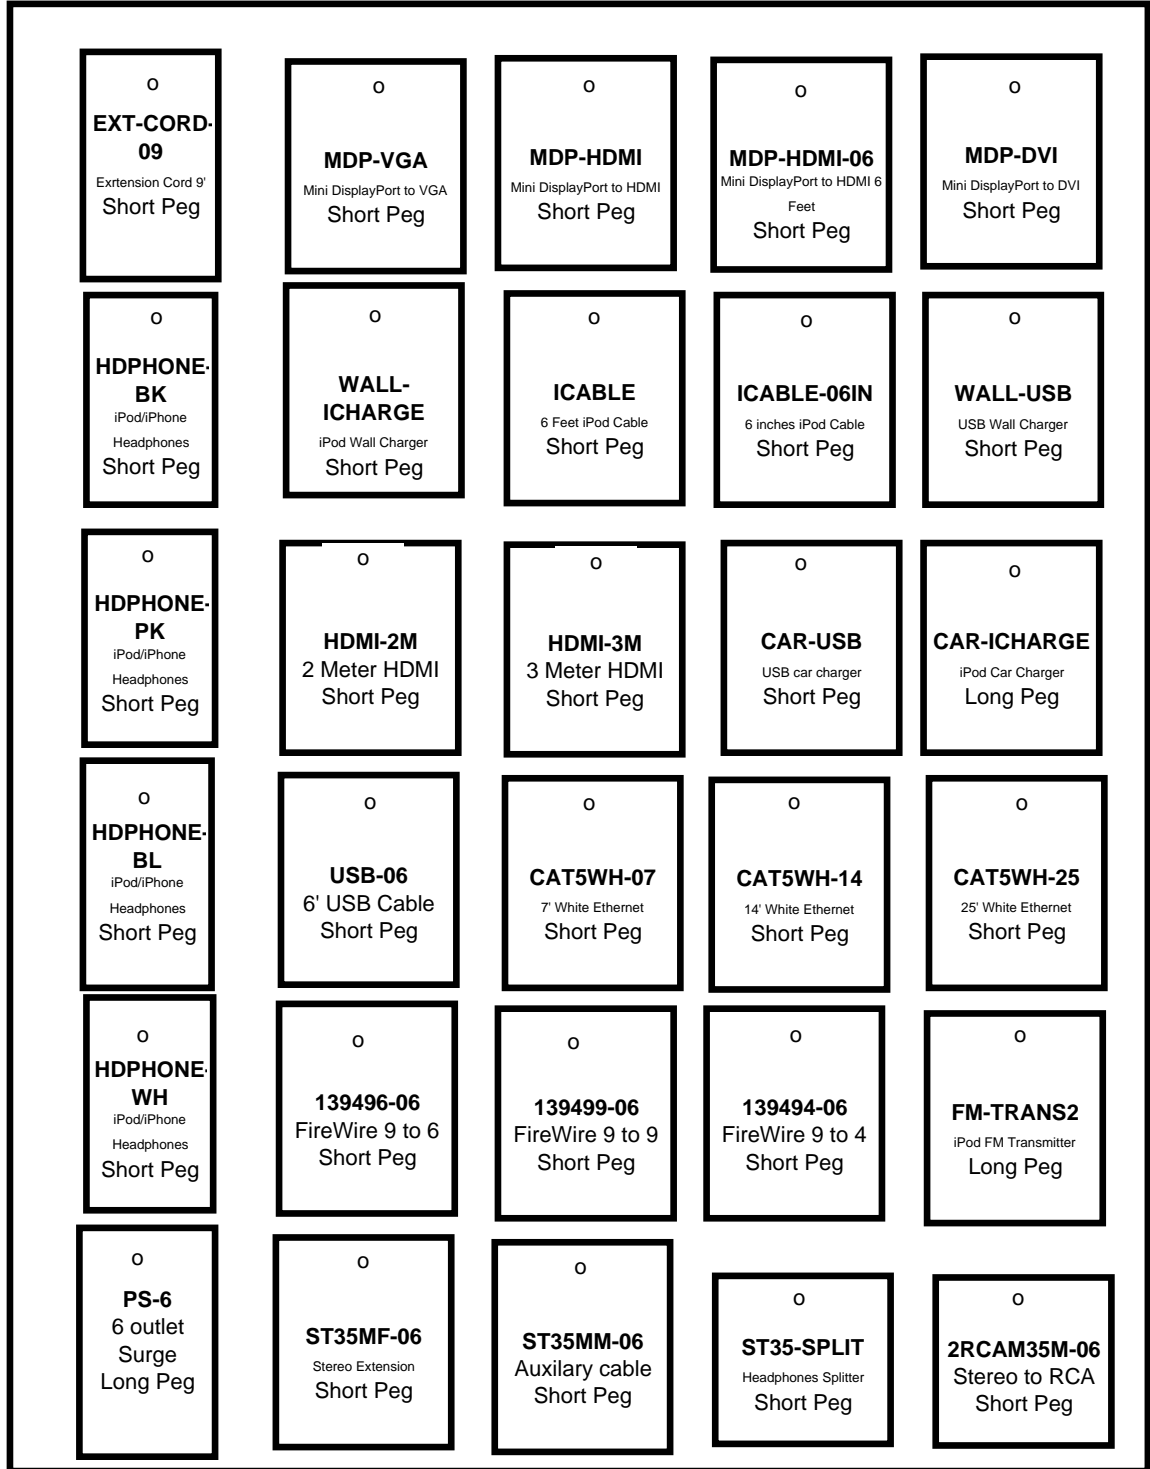 o
EXT-CORD-
09
Exrtension Cord 9'
Short Peg
o
MDP-VGA
Mini DisplayPort to VGA
Short Peg
o
MDP-HDMI
Mini DisplayPort to HDMI
Short Peg
o
MDP-HDMI-06
Mini DisplayPort to HDMI 6
Feet
Short Peg
o
MDP-DVI
Mini DisplayPort to DVI
Short Peg
o
HDPHONE-
BK
iPod/iPhone
Headphones
Short Peg
o
WALL-
ICHARGE
iPod Wall Charger
Short Peg
o
ICABLE
6 Feet iPod Cable
Short Peg
o
ICABLE-06IN
6 inches iPod Cable
Short Peg
o
WALL-USB
USB Wall Charger
Short Peg
o
HDPHONE-
PK
iPod/iPhone
Headphones
Short Peg
o
HDMI-2M
2 Meter HDMI
Short Peg
o
HDMI-3M
3 Meter HDMI
Short Peg
o
CAR-USB
USB car charger
Short Peg
o
CAR-ICHARGE
iPod Car Charger
Long Peg
o
HDPHONE-
BL
iPod/iPhone
Headphones
Short Peg
o
USB-06
6' USB Cable
Short Peg
o
CAT5WH-07
7' White Ethernet
Short Peg
o
CAT5WH-14
14' White Ethernet
Short Peg
o
CAT5WH-25
25' White Ethernet
Short Peg
o
HDPHONE-
WH
iPod/iPhone
Headphones
Short Peg
o
139496-06
FireWire 9 to 6
Short Peg
o
139499-06
FireWire 9 to 9
Short Peg
o
139494-06
FireWire 9 to 4
Short Peg
o
FM-TRANS2
iPod FM Transmitter
Long Peg
o
PS-6
6 outlet
Surge
Long Peg
o
ST35MF-06
Stereo Extension
Short Peg
o
ST35MM-06
Auxilary cable
Short Peg
o
ST35-SPLIT
Headphones Splitter
Short Peg
o
2RCAM35M-06
Stereo to RCA
Short Peg